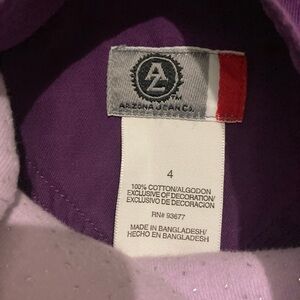 AZ
ARIZONA JEAN CO.
TM
4
100% COTTON/ALGODON
EXCLUSIVE OF DECORATION/
EXCLUSIVO DE DECORACION
RN# 93677
MADE IN BANGLADESH/
HECHO EN BANGLADESH